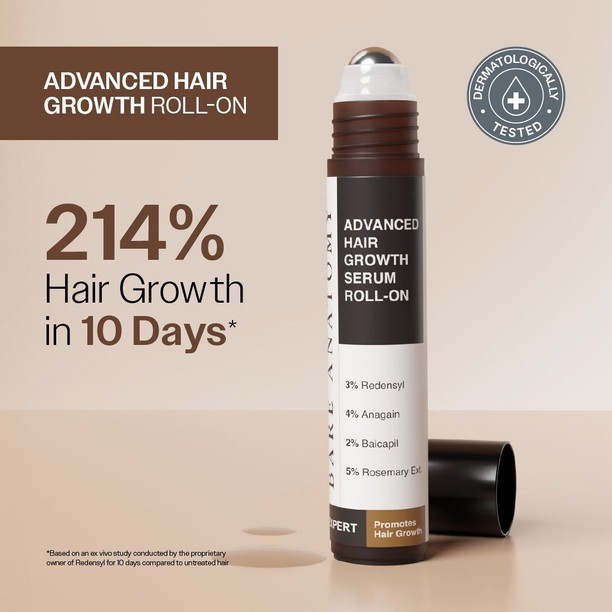 ADVANCED HAIR
GROWTH ROLL-ON
DERMATOLOGICALLY
TESTED
214%
Hair Growth
in 10 Days*
BARE ANATOMY
ADVANCED
HAIR
GROWTH
SERUM
ROLL-ON
3% Redensyl
4% Anagain
2% Baicapil
5% Rosemary Ext.
Promotes
Hair Growth
*Based on an ex vivo study conducted by the proprietary
owner of Redensyl for 10 days compared to untreated hair